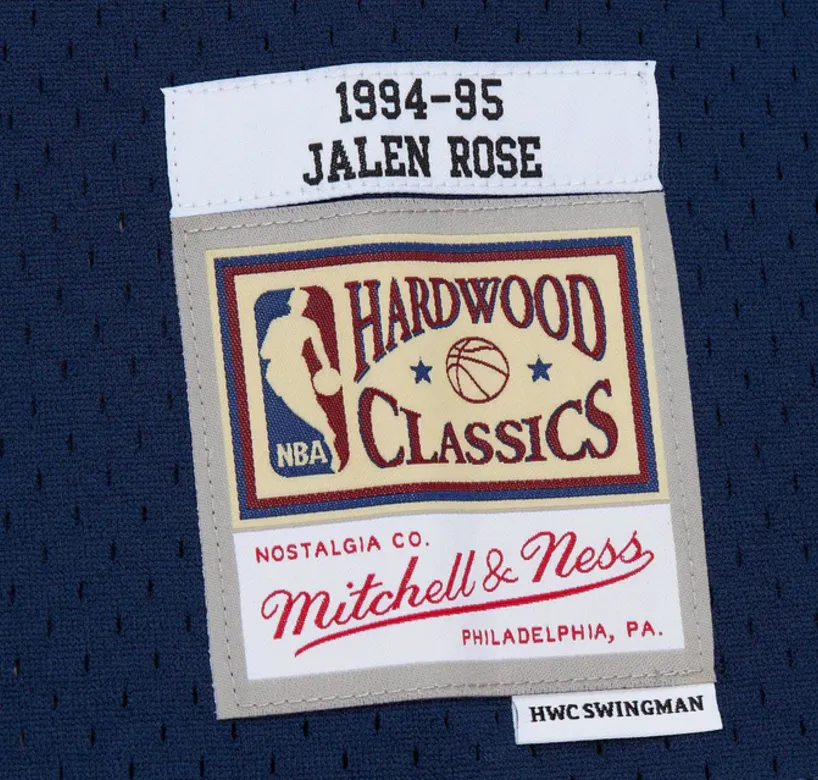 1994-95
JALEN ROSE
HARDWOOD
CLASSICS
NBA
NOSTALGIA CO.
Mitchell & Ness
PHILADELPHIA, PA.
HWC SWINGMAN